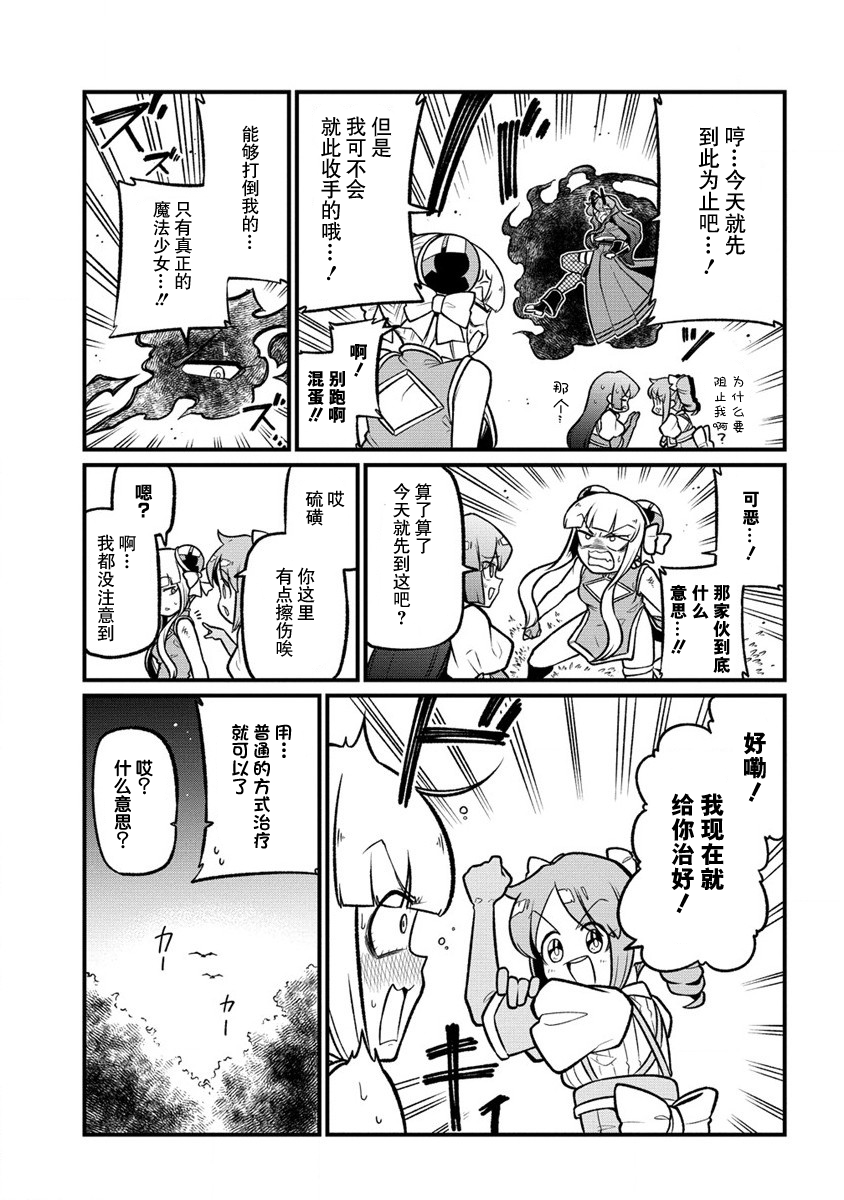 哼…今天就先
到此为止吧…！
但是
我可不会
就此收手的哦…！
为什么要
阻止我啊？
那个…
啊！
别跑啊
混蛋!!
能够打倒我的…
只有真正的
魔法少女…!!
ズズ
可恶…！
那家伙到底
什么
意思…!!
算了算了
今天就先到这吧？
哎
硫磺
你这里
有点擦伤唉
嗯？
啊…
我都没注意到
好嘞！
我现在就
给你治好！
ギギ
用…
普通的方式治疗
就可以了
哎？
什么意思？
カー
カー